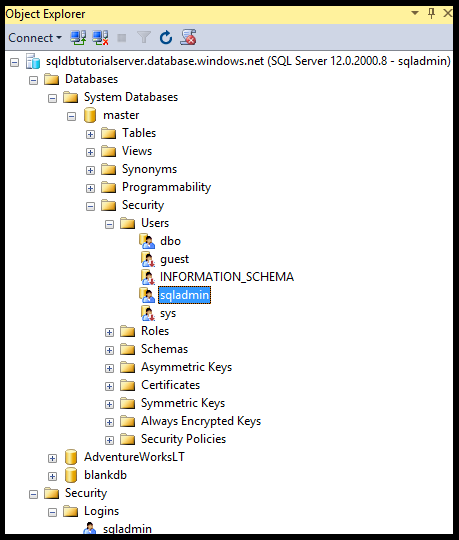 Object Explorer
Connect
sqldbtutorialserver.database.windows.net (SQL Server 12.0.2000.8 - sqladmin)
Databases
System Databases
master
Tables
Views
Synonyms
Programmability
Security
Users
dbo
guest
INFORMATION_SCHEMA
sqladmin
sys
Roles
Schemas
Asymmetric Keys
Certificates
Symmetric Keys
Always Encrypted Keys
Security Policies
AdventureWorksLT
blankdb
Security
Logins
sqladmin